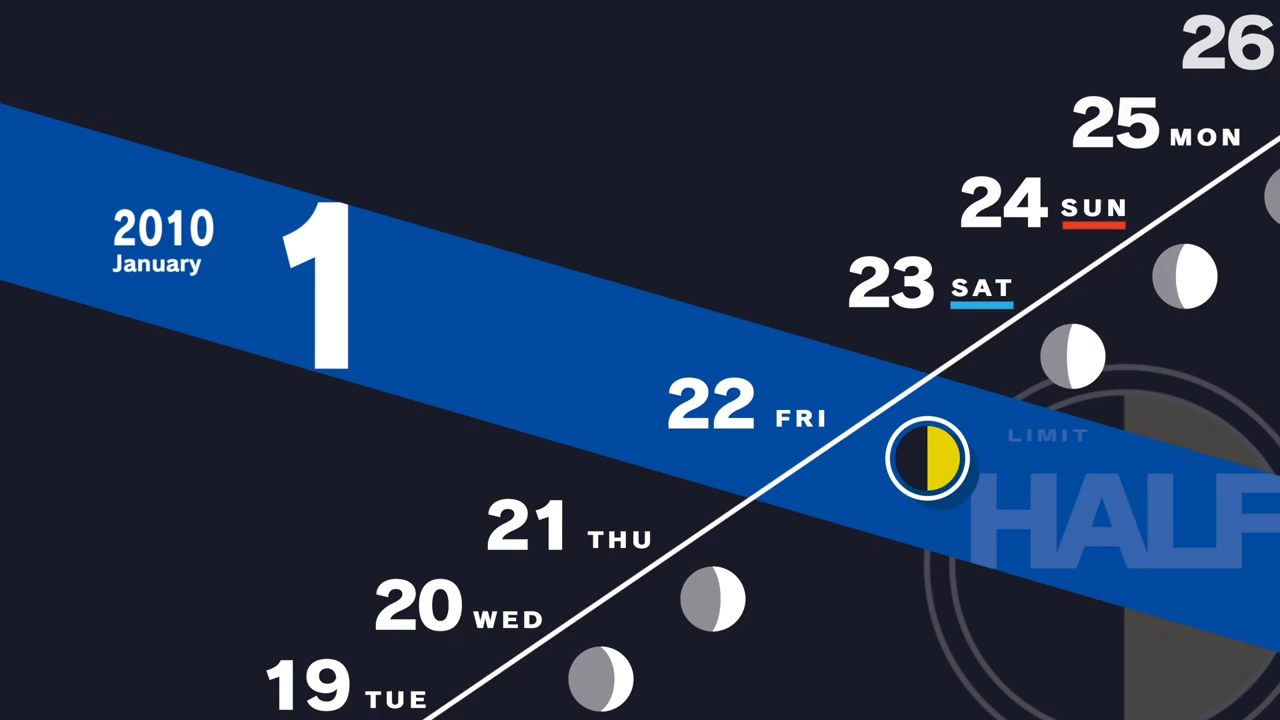 26
25 MON
24 SUN
23 SAT
2010
January
1
22 FRI
LIMIT
HALF
21 THU
20 WED
19 TUE